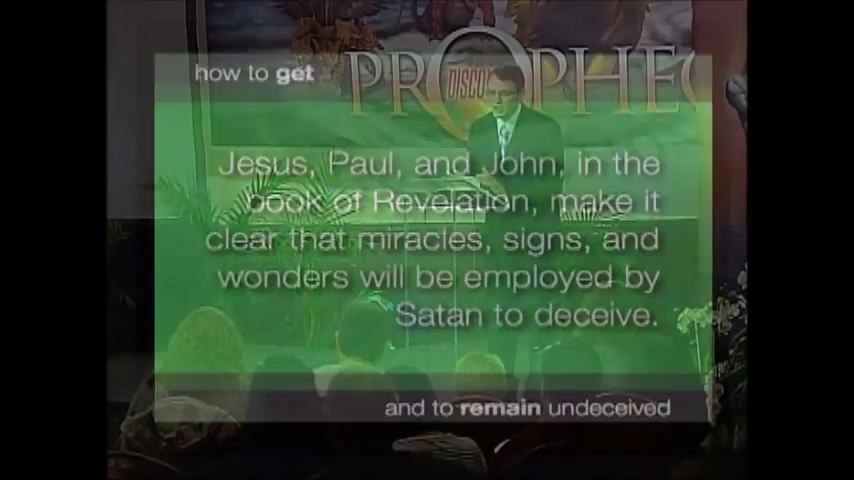 how to get
PROPHEC
DISCO
Jesus, Paul, and John, in the
book of Revelation, make it
clear that miracles, signs, and
wonders will be employed by
Satan to deceive.
and to remain undeceived